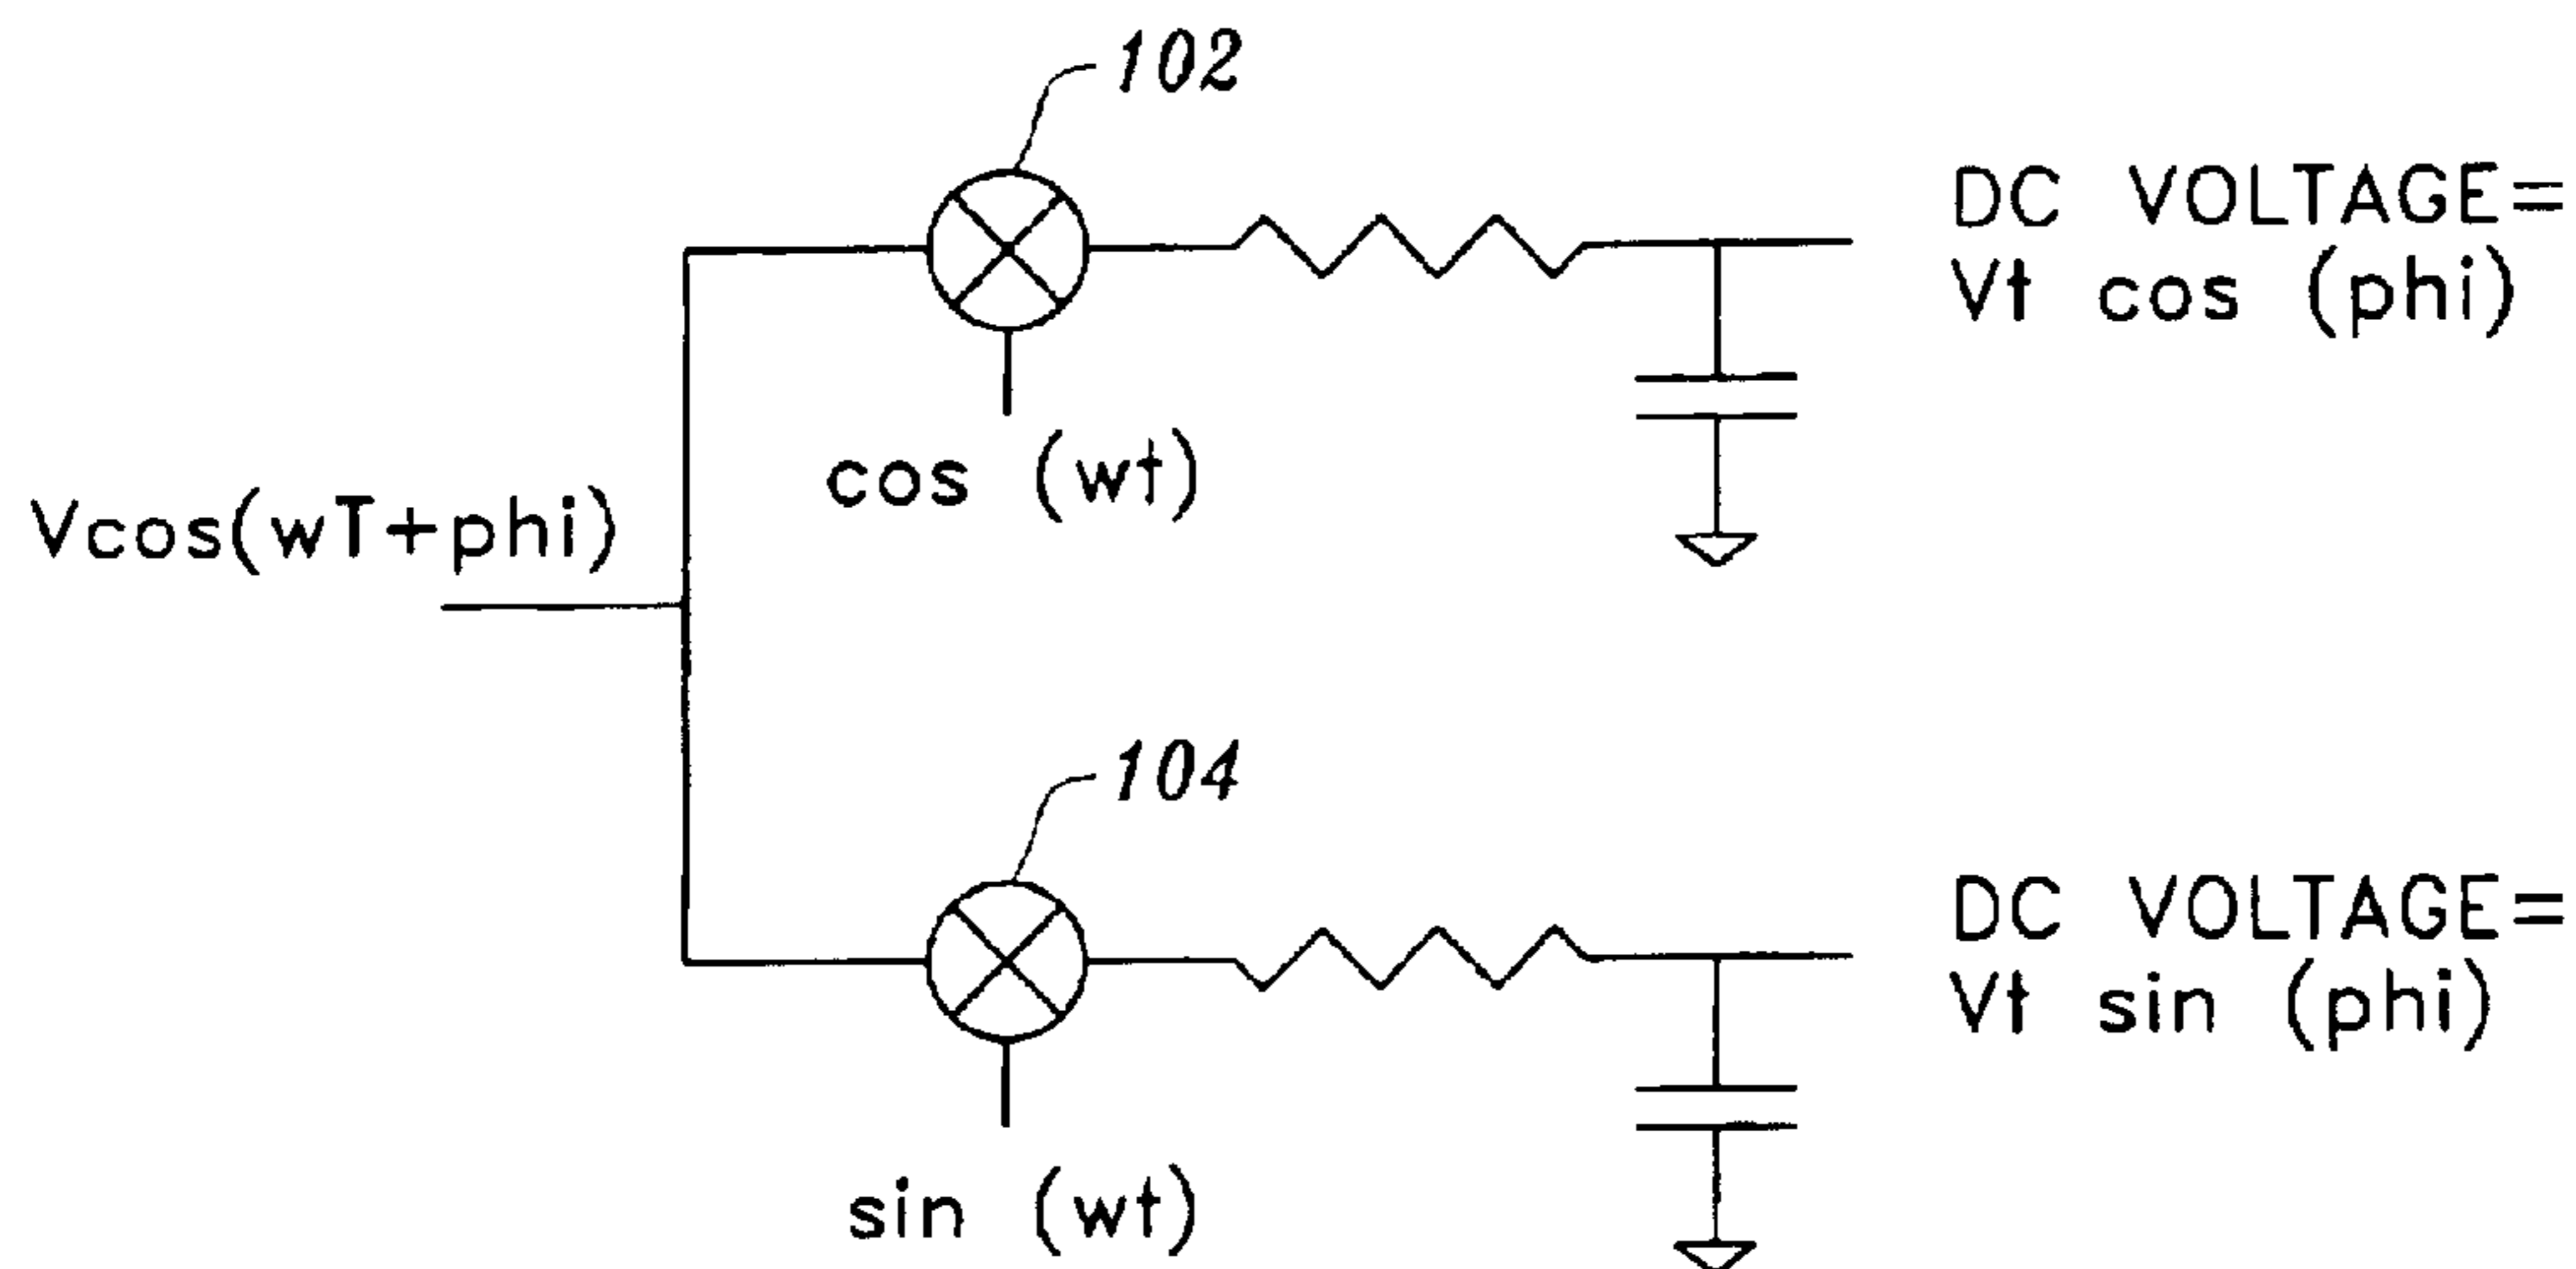 102
DC VOLTAGE=
Vt cos (phi)
cos (wt)
Vcos(wT+phi)
104
DC VOLTAGE=
Vt sin (phi)
sin (wt)